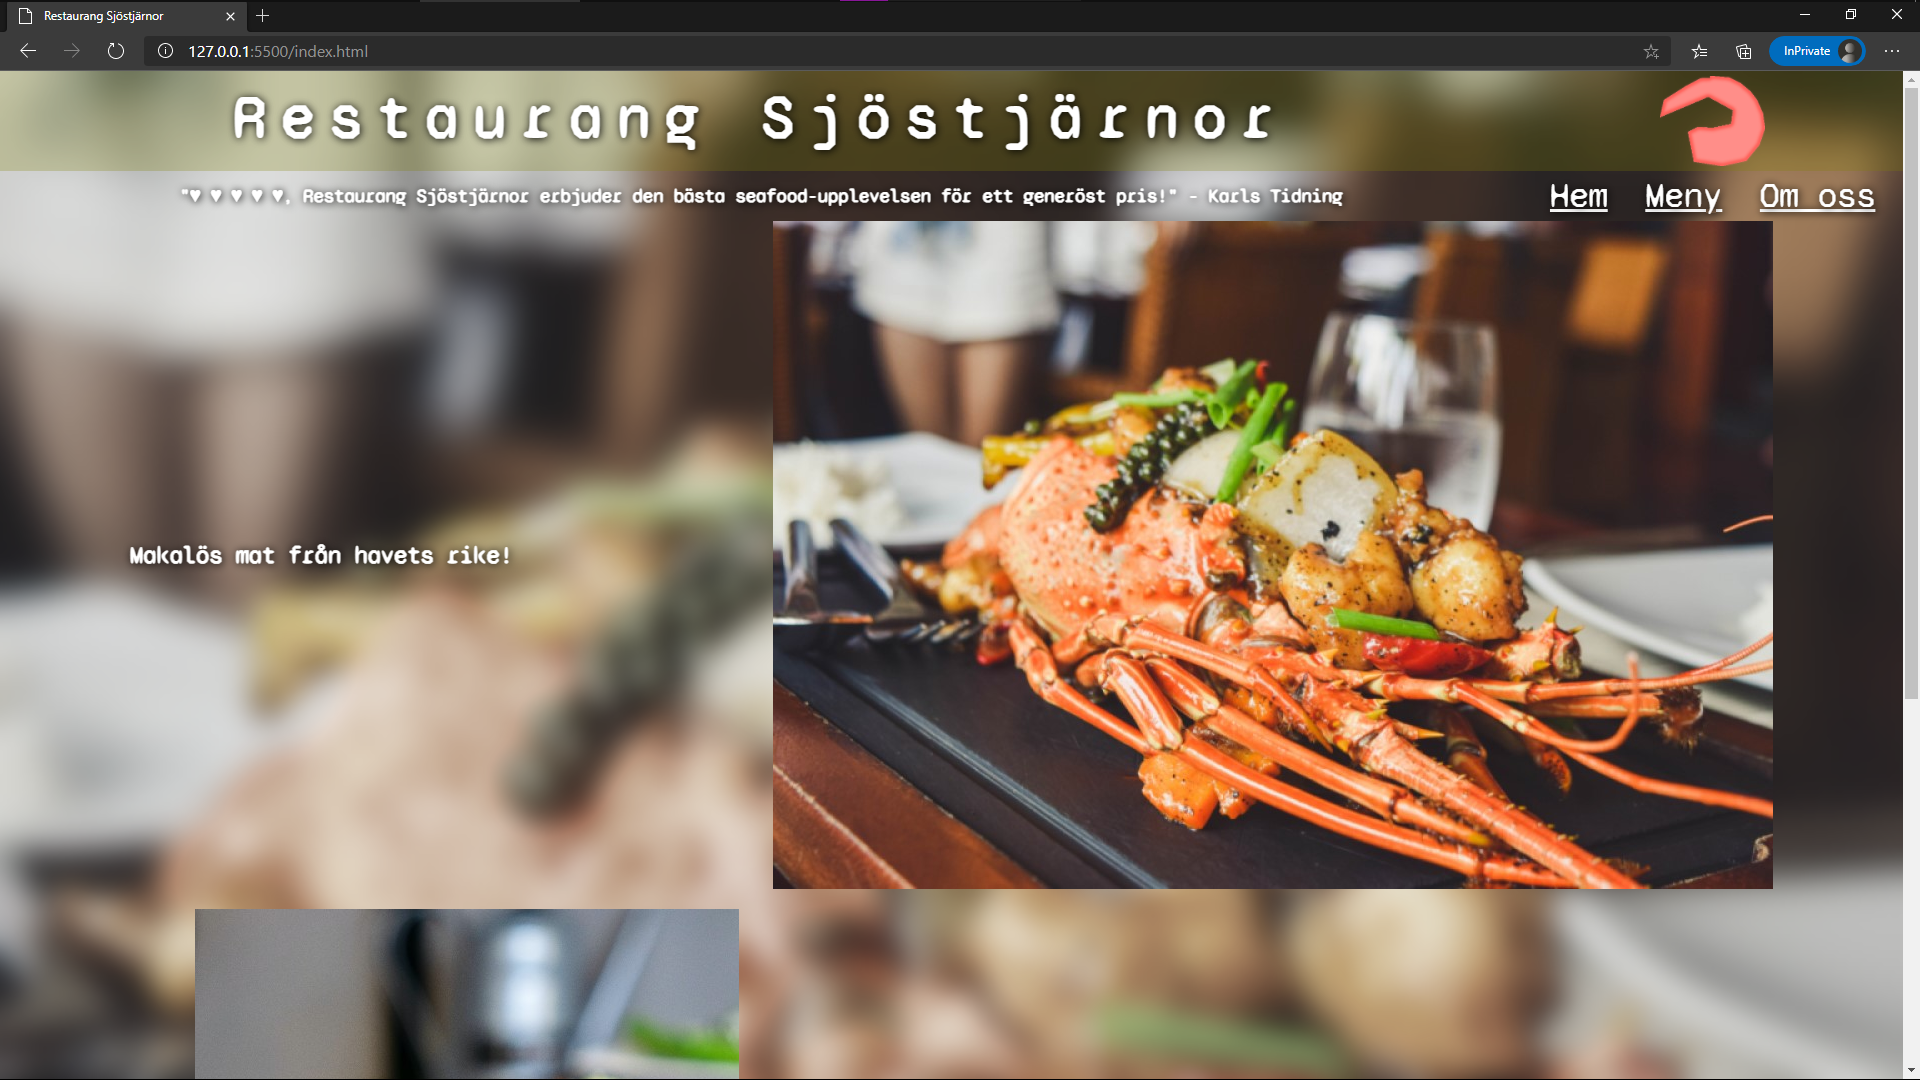 Restaurang Sjöstjärnor
127.0.0.1:5500/index.html
InPrivate
Restaurang Sjöstjärnor
"♥ ♥ ♥ ♥ ♥, Restaurang Sjöstjärnor erbjuder den bästa seafood-upplevelsen för ett generöst pris!" - Karls Tidning
Hem Meny Om oss
Makalös mat från havets rike!